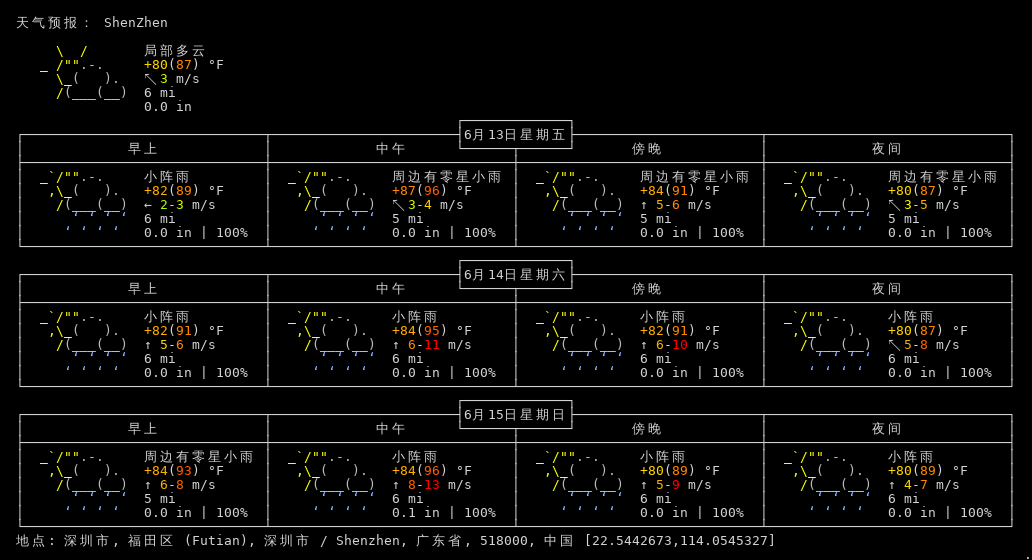 天气预报： ShenZhen
局部多云
+80(87) °F
↖ 3 m/s
6 mi
0.0 in
6月13日星期五
早上 中午 傍晚 夜间
小阵雨 周边有零星小雨 周边有零星小雨 周边有零星小雨
+82(89) °F +87(96) °F +84(91) °F +80(87) °F
← 2-3 m/s ↖ 3-4 m/s ↑ 5-6 m/s ↖ 3-5 m/s
6 mi 5 mi 5 mi 5 mi
0.0 in | 100% 0.0 in | 100% 0.0 in | 100% 0.0 in | 100%
6月14日星期六
早上 中午 傍晚 夜间
小阵雨 小阵雨 小阵雨 小阵雨
+82(91) °F +84(95) °F +82(91) °F +80(87) °F
↑ 5-6 m/s ↑ 6-11 m/s ↑ 6-10 m/s ↖ 5-8 m/s
6 mi 6 mi 6 mi 6 mi
0.0 in | 100% 0.0 in | 100% 0.0 in | 100% 0.0 in | 100%
6月15日星期日
早上 中午 傍晚 夜间
周边有零星小雨 小阵雨 小阵雨 小阵雨
+84(93) °F +84(96) °F +80(89) °F +80(89) °F
↑ 6-8 m/s ↑ 8-13 m/s ↑ 5-9 m/s ↑ 4-7 m/s
5 mi 6 mi 6 mi 6 mi
0.0 in | 100% 0.1 in | 100% 0.0 in | 100% 0.0 in | 100%
地点: 深圳市, 福田区 (Futian), 深圳市 / Shenzhen, 广东省, 518000, 中国 [22.5442673,114.0545327]